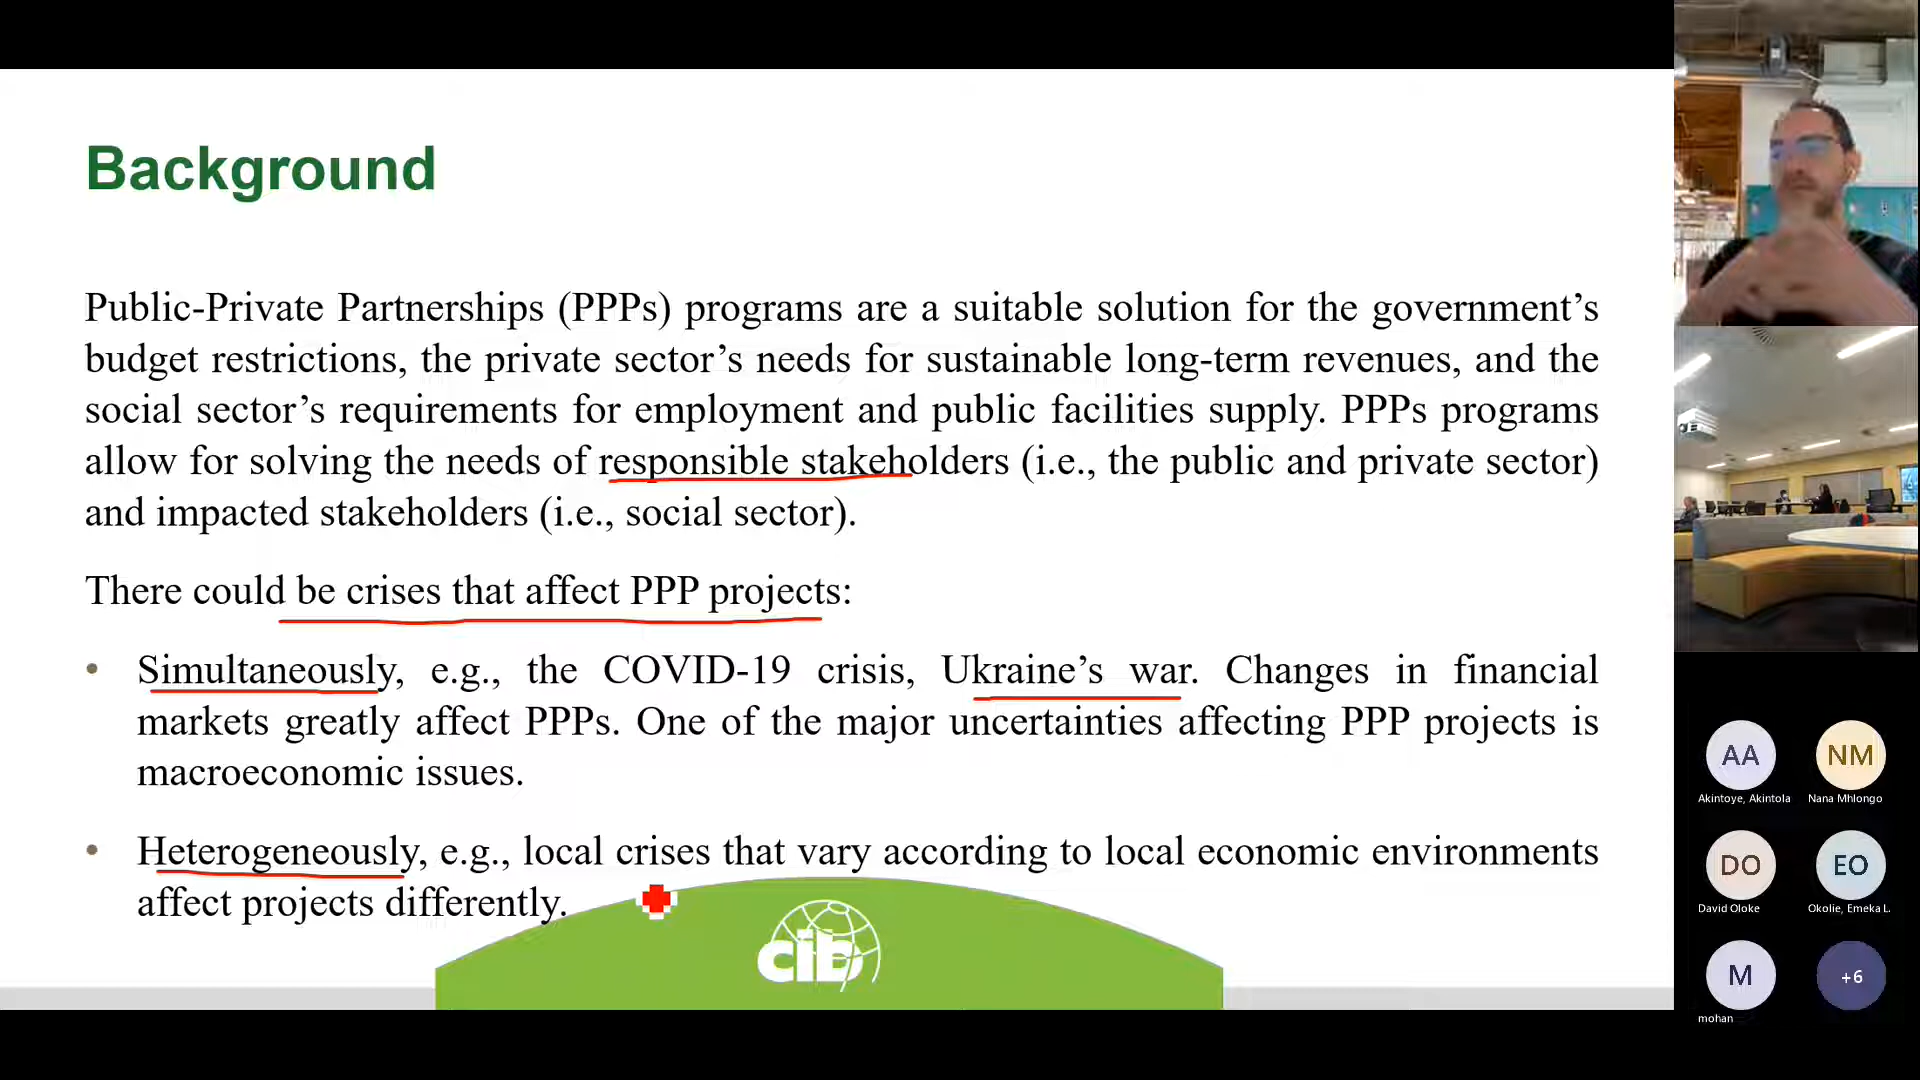 Background
Public-Private Partnerships (PPPs) programs are a suitable solution for the government’s
budget restrictions, the private sector’s needs for sustainable long-term revenues, and the
social sector’s requirements for employment and public facilities supply. PPPs programs
allow for solving the needs of responsible stakeholders (i.e., the public and private sector)
and impacted stakeholders (i.e., social sector).
There could be crises that affect PPP projects:
• Simultaneously, e.g., the COVID-19 crisis, Ukraine’s war. Changes in financial
markets greatly affect PPPs. One of the major uncertainties affecting PPP projects is
macroeconomic issues.
• Heterogeneously, e.g., local crises that vary according to local economic environments
affect projects differently.
cib
AA
Akintoye, Akintola
NM
Nana Mhlongo
DO
David Oloke
EO
Okolie, Emeka L.
M
mohan
+6